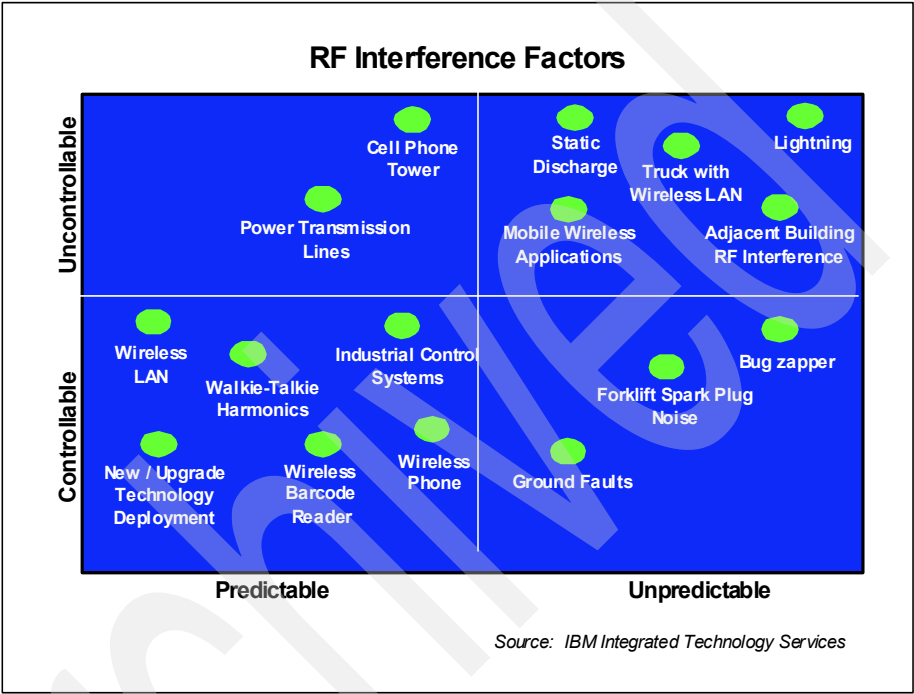 RF Interference Factors
Uncontrollable
Controllable
Cell Phone
Tower
Power Transmission
Lines
Static
Discharge
Truck with
Wireless LAN
Lightning
Mobile Wireless
Applications
Adjacent Building
RF Interference
Wireless
LAN
Walkie-Talkie
Harmonics
Industrial Control
Systems
New / Upgrade
Technology
Deployment
Wireless
Barcode
Reader
Wireless
Phone
Bug zapper
Forklift Spark Plug
Noise
Ground Faults
Predictable
Unpredictable
Source: IBM Integrated Technology Services